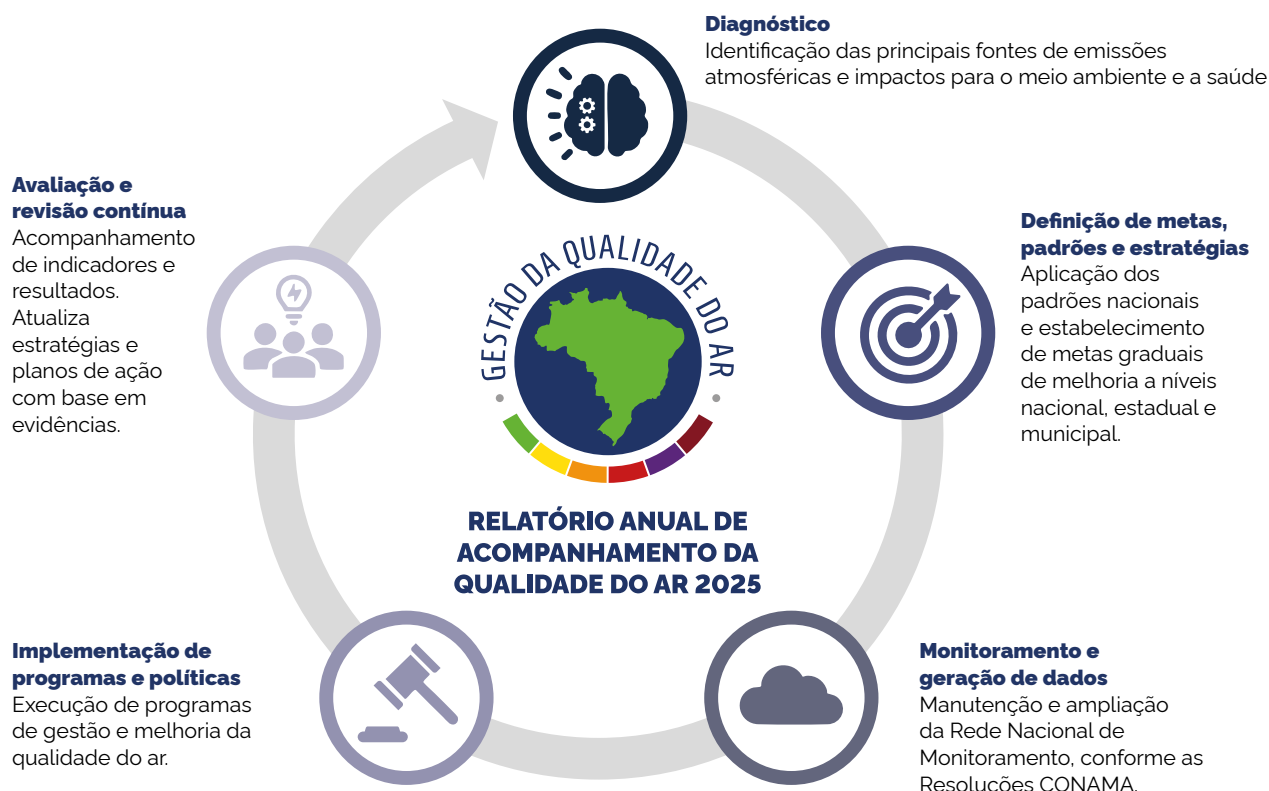 Diagnóstico
Identificação das principais fontes de emissões
atmosféricas e impactos para o meio ambiente e a saúde
Definição de metas,
padrões e estratégias
Aplicação dos
padrões nacionais
e estabelecimento
de metas graduais
de melhoria a níveis
nacional, estadual e
municipal.
Monitoramento e
geração de dados
Manutenção e ampliação
da Rede Nacional de
Monitoramento, conforme as
Resoluções CONAMA.
Implementação de
programas e políticas
Execução de programas
de gestão e melhoria da
qualidade do ar.
Avaliação e
revisão contínua
Acompanhamento
de indicadores e
resultados.
Atualiza
estratégias e
planos de ação
com base em
evidências.
GESTÃO DA QUALIDADE DO AR
RELATÓRIO ANUAL DE
ACOMPANHAMENTO DA
QUALIDADE DO AR 2025